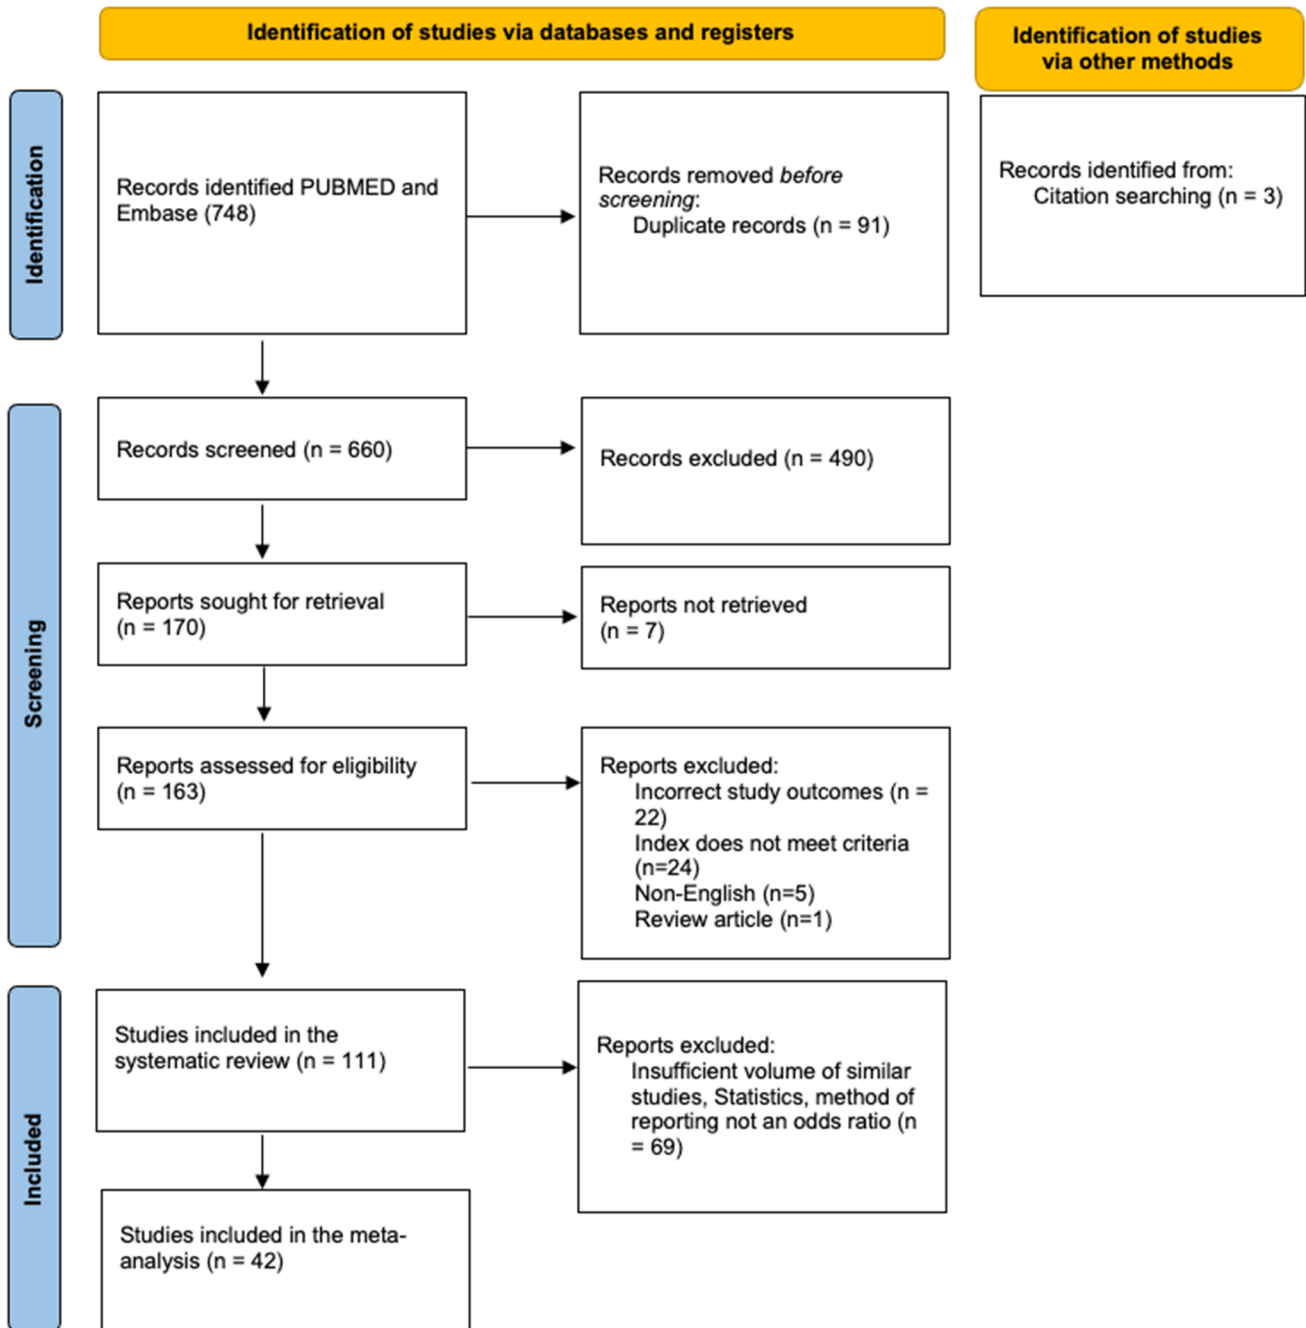 Identification of studies via databases and registers
Identification of studies
via other methods
Identification
Records identified PUBMED and
Embase (748)
Records removed before
screening:
Duplicate records (n = 91)
Records identified from:
Citation searching (n = 3)
Screening
Records screened (n = 660)
Records excluded (n = 490)
Reports sought for retrieval
(n = 170)
Reports not retrieved
(n = 7)
Reports assessed for eligibility
(n = 163)
Reports excluded:
Incorrect study outcomes (n =
22)
Index does not meet criteria
(n=24)
Non-English (n=5)
Review article (n=1)
Included
Studies included in the
systematic review (n = 111)
Reports excluded:
Insufficient volume of similar
studies, Statistics, method of
reporting not an odds ratio (n
= 69)
Studies included in the meta-
analysis (n = 42)